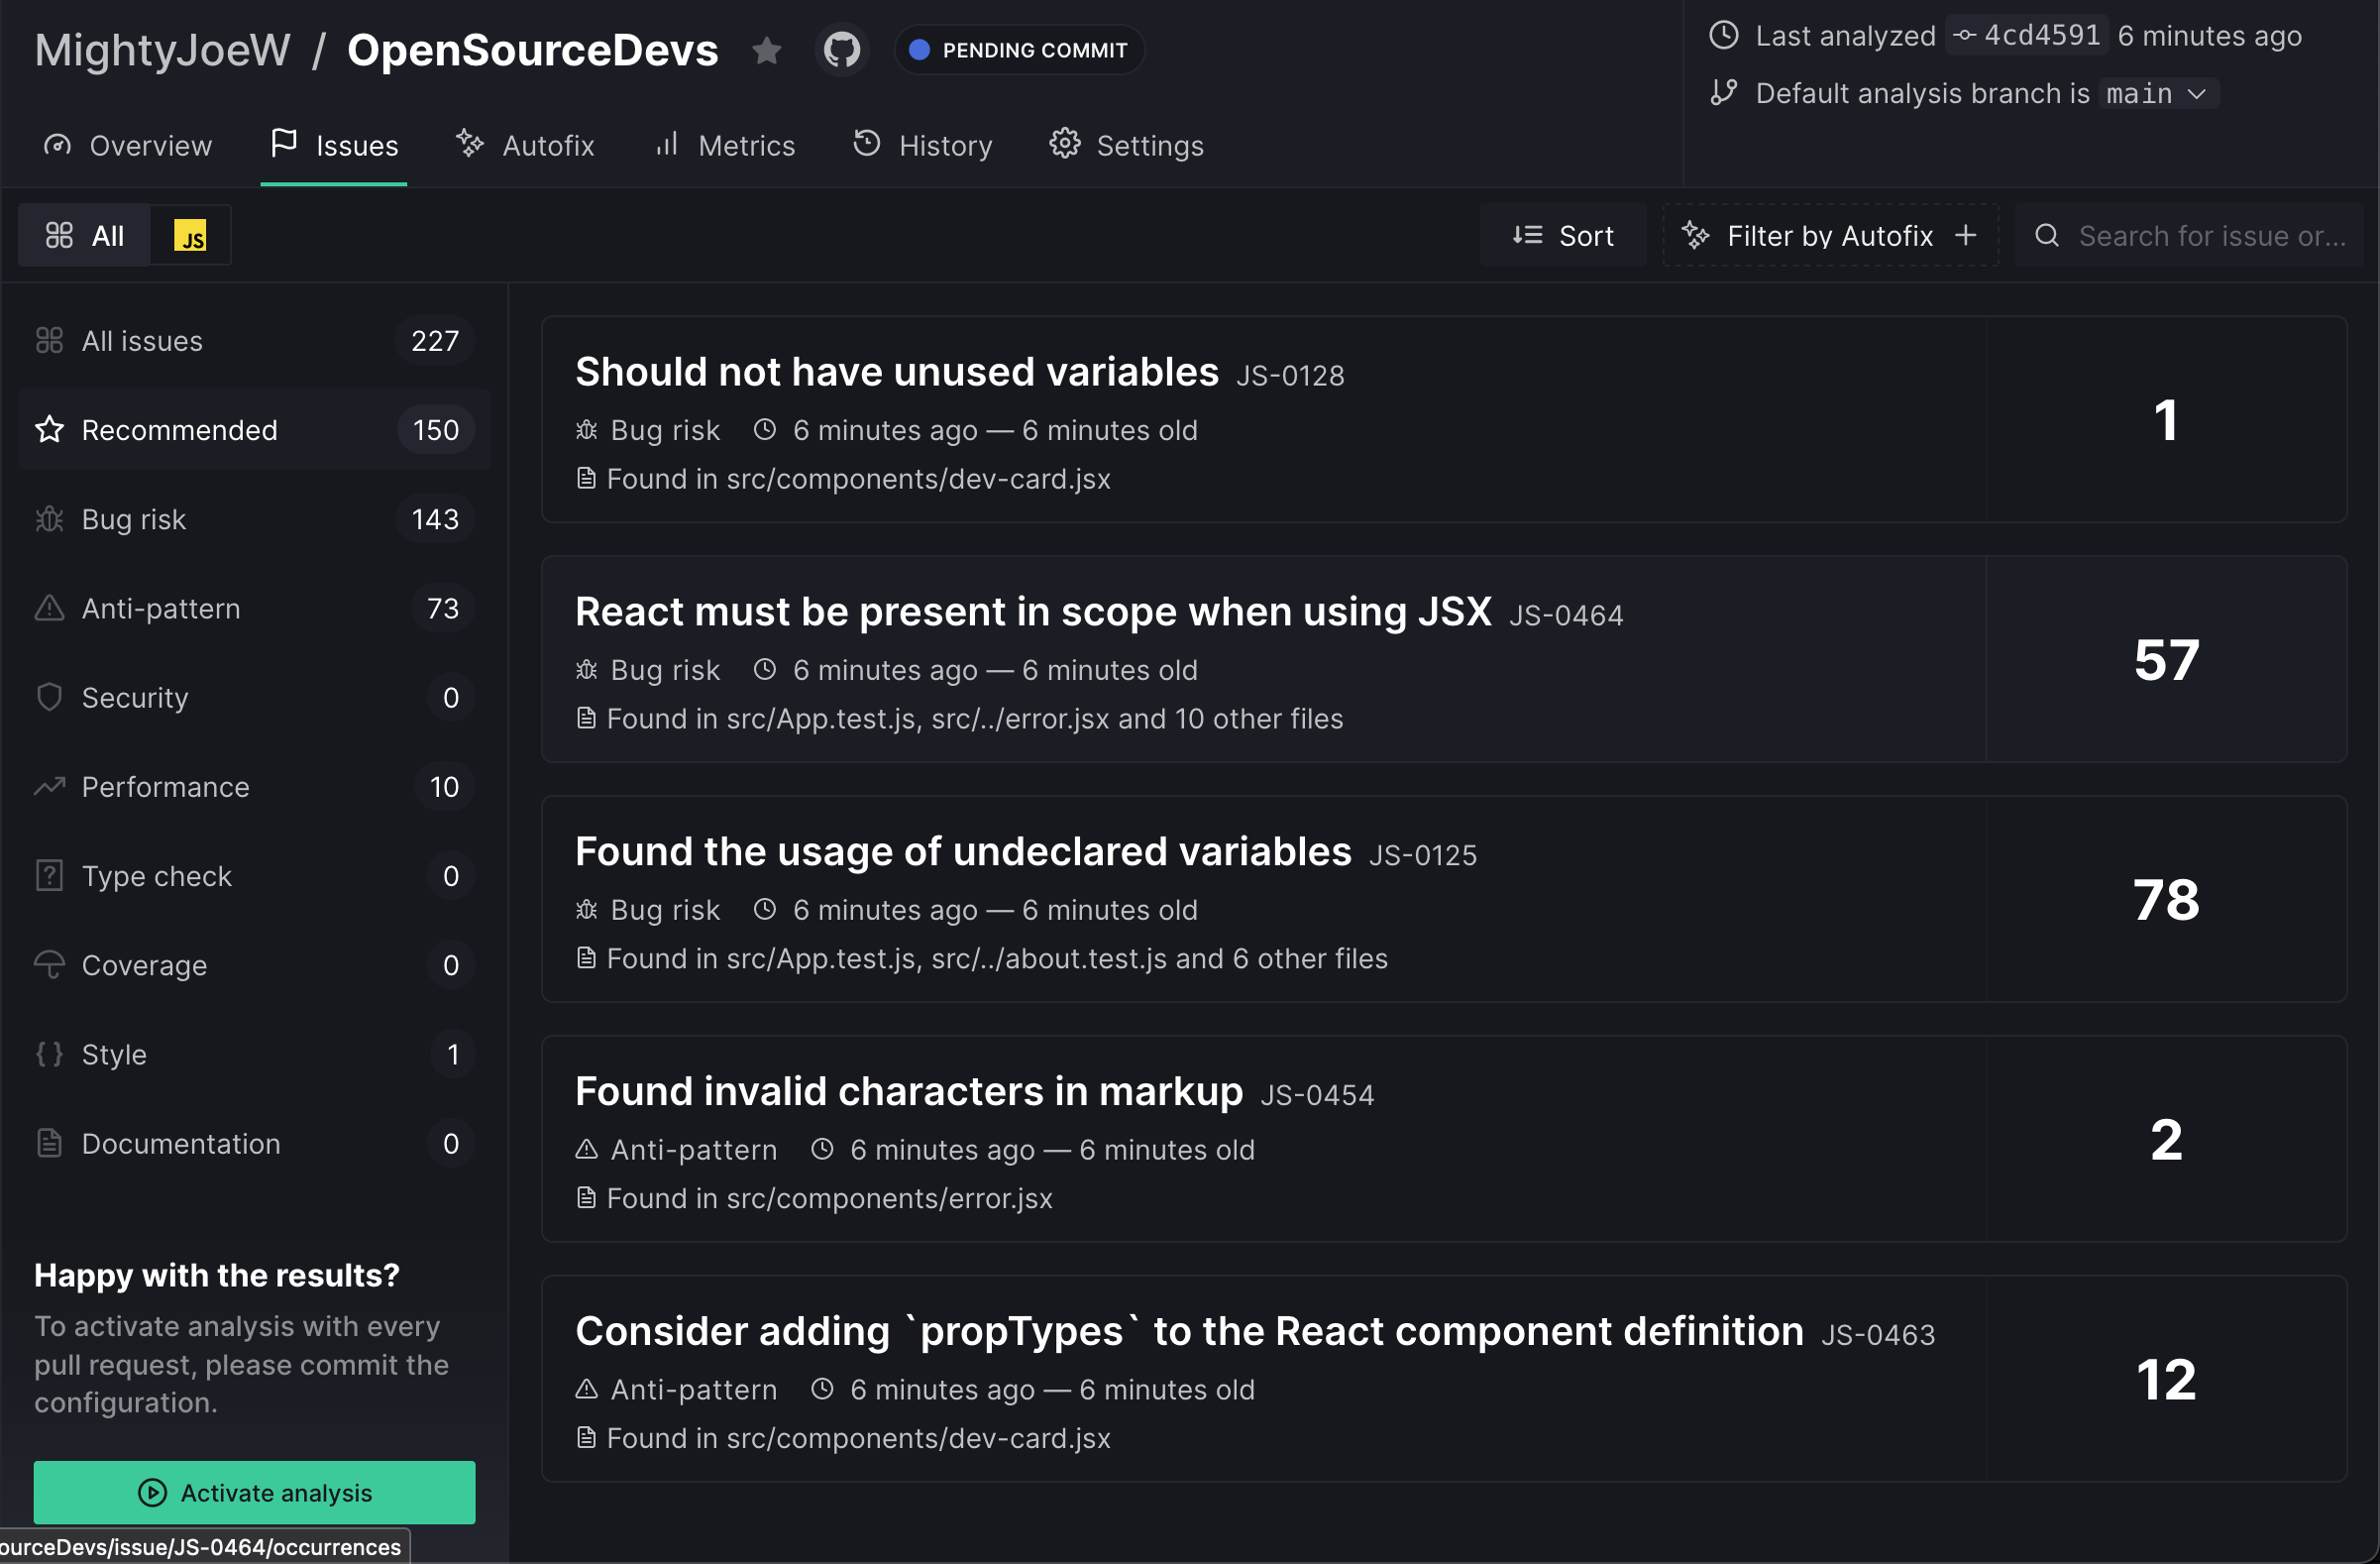 MightyJoeW / OpenSourceDevs PENDING COMMIT
Last analyzed 4cd4591 6 minutes ago
Default analysis branch is main
Overview Issues Autofix Metrics History Settings
All JS Sort Filter by Autofix + Search for issue or...
All issues 227
Recommended 150
Bug risk 143
Anti-pattern 73
Security 0
Performance 10
Type check 0
Coverage 0
Style 1
Documentation 0
Happy with the results?
To activate analysis with every
pull request, please commit the
configuration.
Activate analysis
ourceDevs/issue/JS-0464/occurrences
Should not have unused variables JS-0128
Bug risk 6 minutes ago — 6 minutes old
Found in src/components/dev-card.jsx
1
React must be present in scope when using JSX JS-0464
Bug risk 6 minutes ago — 6 minutes old
Found in src/App.test.js, src/../error.jsx and 10 other files
57
Found the usage of undeclared variables JS-0125
Bug risk 6 minutes ago — 6 minutes old
Found in src/App.test.js, src/../about.test.js and 6 other files
78
Found invalid characters in markup JS-0454
Anti-pattern 6 minutes ago — 6 minutes old
Found in src/components/error.jsx
2
Consider adding `propTypes` to the React component definition JS-0463
Anti-pattern 6 minutes ago — 6 minutes old
Found in src/components/dev-card.jsx
12